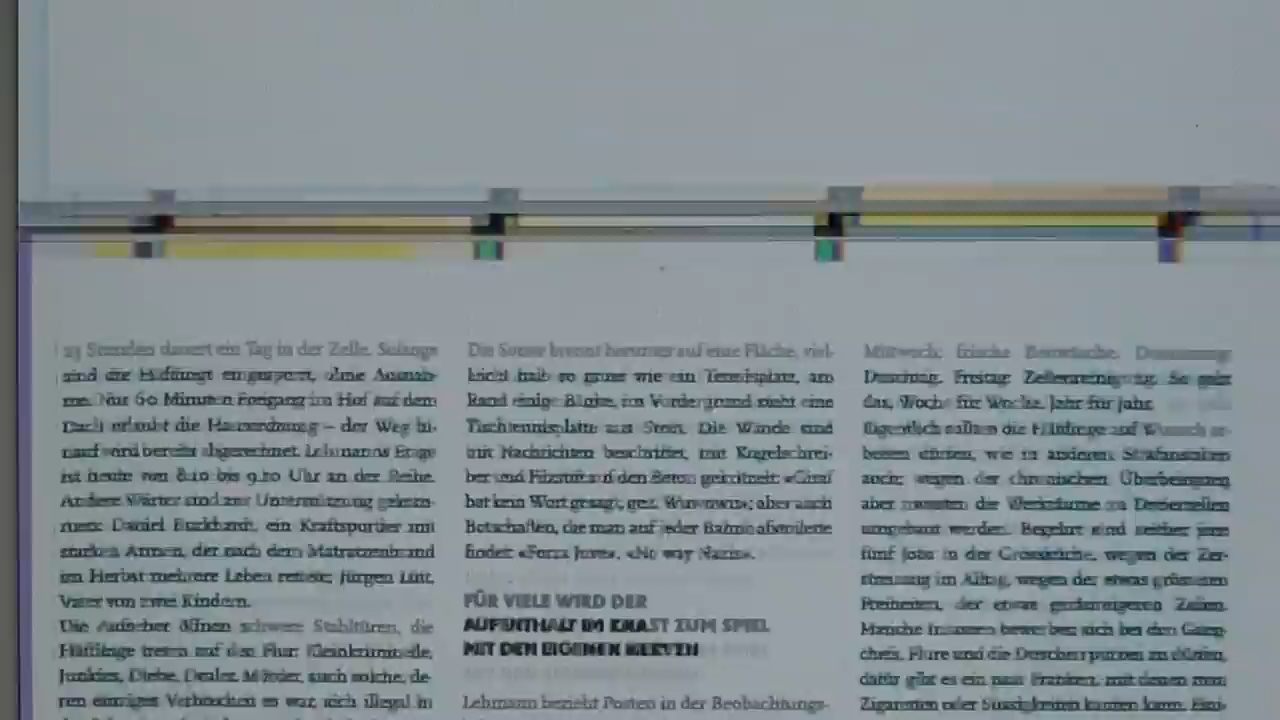 23 Stunden dauert ein Tag in der Zelle. Solange
sind die Häftlinge eingesperrt, ohne Ausnah-
me. Nur 60 Minuten Freigang im Hof auf dem
Dach erlaubt die Hausordnung – der Weg hi-
nauf wird bereits abgerechnet. Lehmanns Etage
ist heute von 8.20 bis 9.20 Uhr an der Reihe.
Andere Wärter sind zur Unterstützung gekom-
men: Daniel Burkhardt, ein Kraftsportler mit
starken Armen, der nach dem Matratzenbrand
im Herbst mehrere Leben rettete; Jürgen Lütt,
Vater von zwei Kindern.
Die Aufseher öffnen schwere Stahltüren, die
Häftlinge treten auf den Flur: Kleinkriminelle,
Junkies, Diebe, Dealer, Mörder, auch solche, de-
ren einziges Verbrechen es war, sich illegal in
Die Sonne brennt herunter auf eine Fläche, viel-
leicht halb so gross wie ein Tennisplatz, am
Rand einige Bänke, im Vordergrund steht eine
Tischtennisplatte aus Stein. Die Wände sind
mit Nachrichten beschriftet, mit Kugelschrei-
ber und Filzstift auf den Beton gekritzelt:
hat kein Wort gesagt, gez. aber auch
Botschaften, die man auf jeder Bahntoilette
findet: «Forza Juve», «No way Nazis».
FÜR VIELE WIRD DER
AUFENTHALT IM KNAST ZUM SPIEL
MIT DEN EIGENEN NERVEN
Lehmann bezieht Posten in der Beobachtungs-
Mittwoch: frische Bettwäsche. Donnerstag:
Duschtag. Freitag: Zellenreinigung. So geht
das, Woche für Woche, Jahr für Jahr.
Eigentlich sollten die Häftlinge auf Wunsch ar-
beiten dürfen, wie in anderen Strafanstalten
auch; wegen der chronischen Überbelegung
aber mussten die Werkräume zu
umgebaut werden. Begehrt sind seither jene
fünf Jobs in der Grossküche, wegen der Zer-
streuung im Alltag, wegen der etwas grösseren
Freiheiten, der etwas Zellen.
Manche Insassen bewerben sich bei den
chefs, Flure und die Duschen putzen zu dürfen,
dafür gibt es ein paar Franken, mit denen man
Zigaretten oder Süssigkeiten kaufen kann.